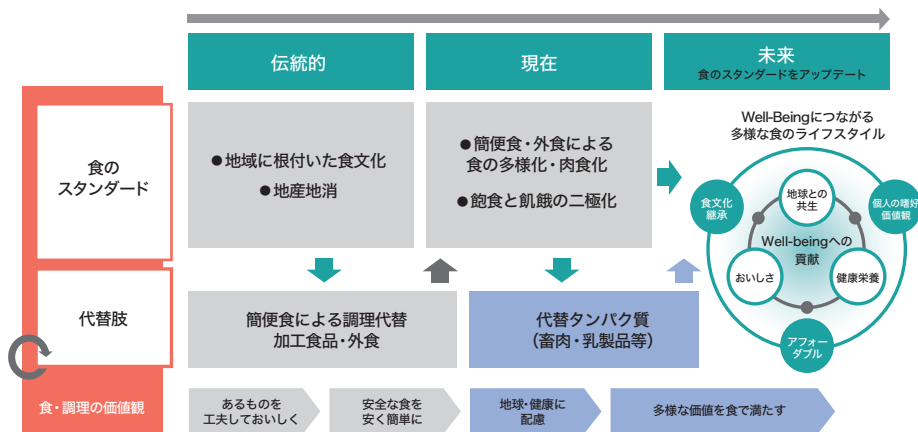 伝統的
現在
未来
食のスタンダードをアップデート
食の
スタンダード
●地域に根付いた食文化
●地産地消
●簡便食・外食による
食の多様化・肉食化
●飽食と飢餓の二極化
Well-Beingにつながる
多様な食のライフスタイル
食文化
継承
地球との
共生
個人の嗜好
価値観
Well-beingへの
貢献
おいしさ
健康栄養
アフォー
ダブル
代替肢
簡便食による調理代替
加工食品・外食
代替タンパク質
(畜肉・乳製品等)
食・調理の価値観
あるものを
工夫しておいしく
安全な食を
安く簡単に
地球・健康に
配慮
多様な価値を食で満たす